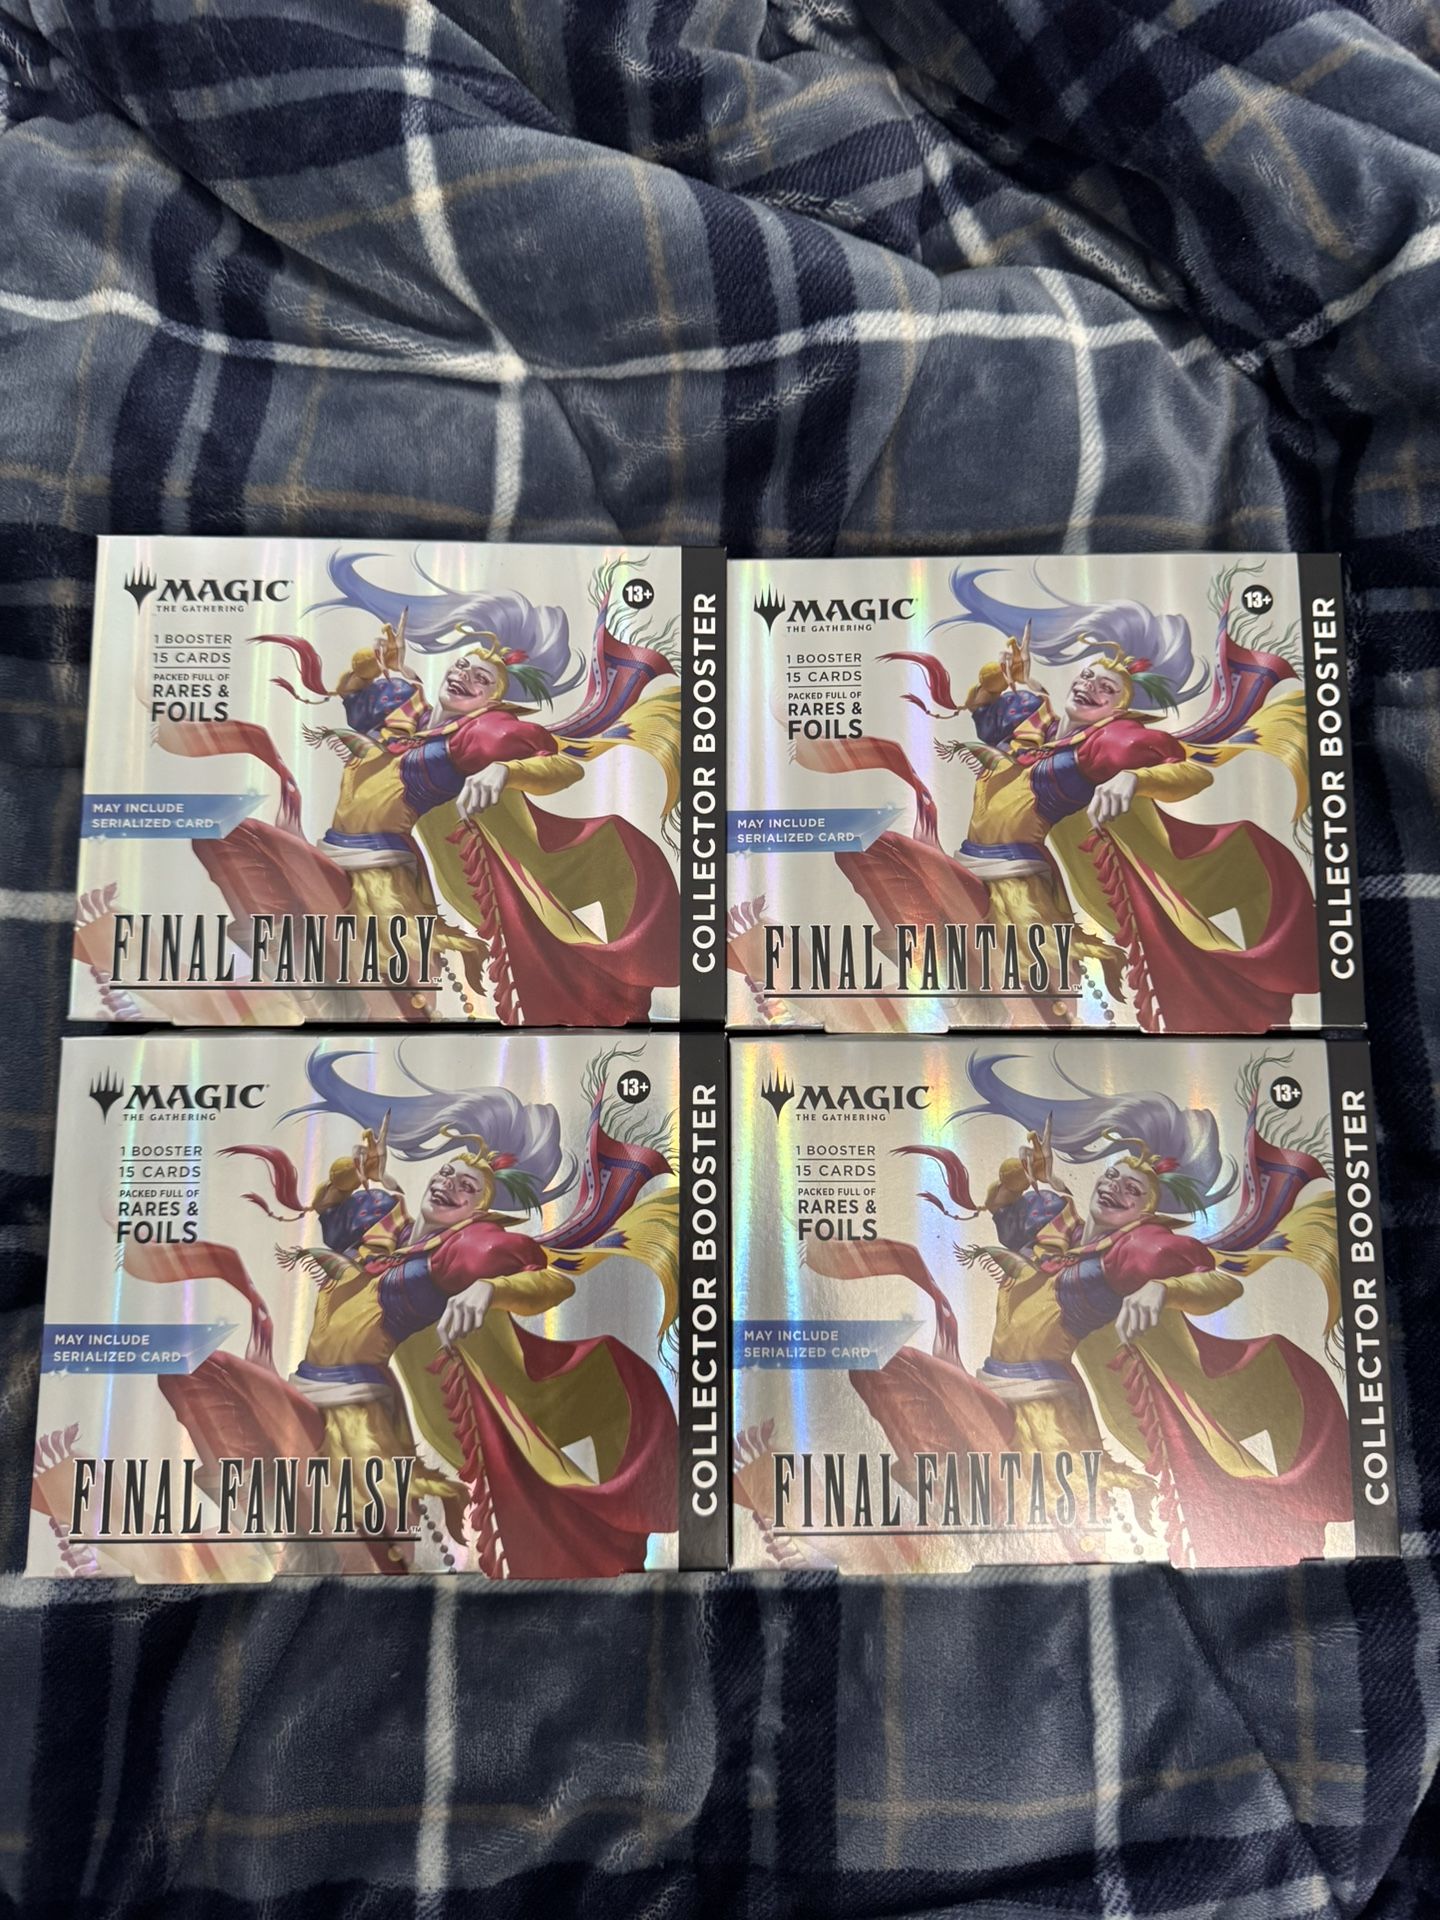 MAGIC
THE GATHERING
1 BOOSTER
15 CARDS
PACKED FULL OF
RARES &
FOILS
MAY INCLUDE
SERIALIZED CARD
FINAL FANTASY™
13+
COLLECTOR BOOSTER
MAGIC
THE GATHERING
1 BOOSTER
15 CARDS
PACKED FULL OF
RARES &
FOILS
MAY INCLUDE
SERIALIZED CARD
FINAL FANTASY™
13+
COLLECTOR BOOSTER
MAGIC
THE GATHERING
1 BOOSTER
15 CARDS
PACKED FULL OF
RARES &
FOILS
MAY INCLUDE
SERIALIZED CARD
FINAL FANTASY™
13+
COLLECTOR BOOSTER
MAGIC
THE GATHERING
1 BOOSTER
15 CARDS
PACKED FULL OF
RARES &
FOILS
MAY INCLUDE
SERIALIZED CARD
FINAL FANTASY
13+
COLLECTOR BOOSTER